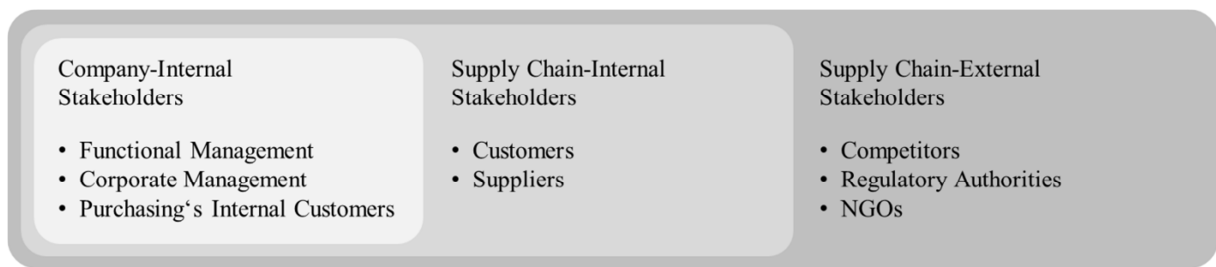 Company-Internal
Stakeholders
• Functional Management
• Corporate Management
• Purchasing‘s Internal Customers
Supply Chain-Internal
Stakeholders
• Customers
• Suppliers
Supply Chain-External
Stakeholders
• Competitors
• Regulatory Authorities
• NGOs